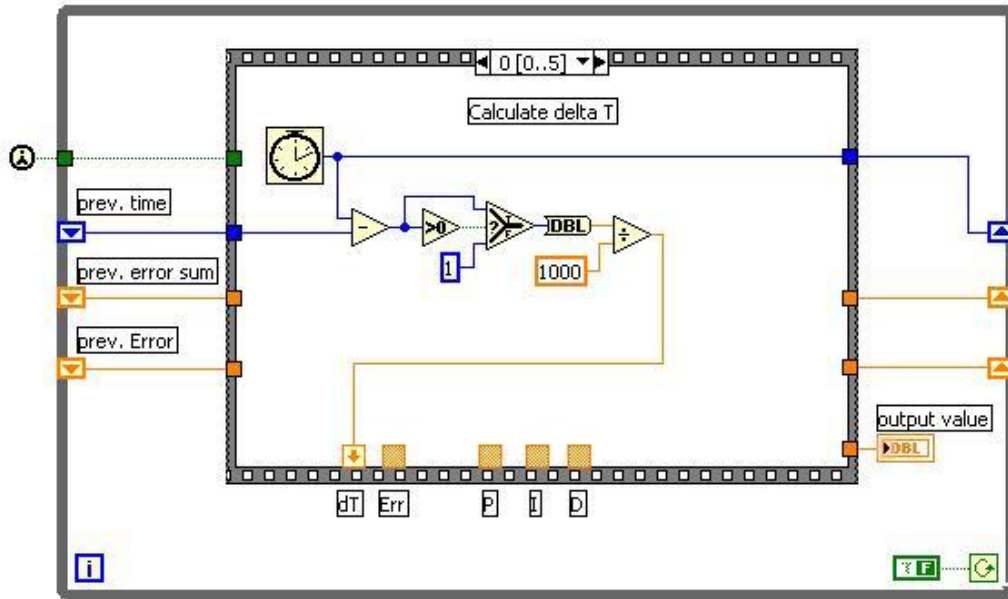 0 [0..5]
Calculate delta T
prev. time
-
>0
?
T
F
DBL
÷
1
1000
prev. error sum
prev. Error
output value
DBL
dT Err P I D
i
F